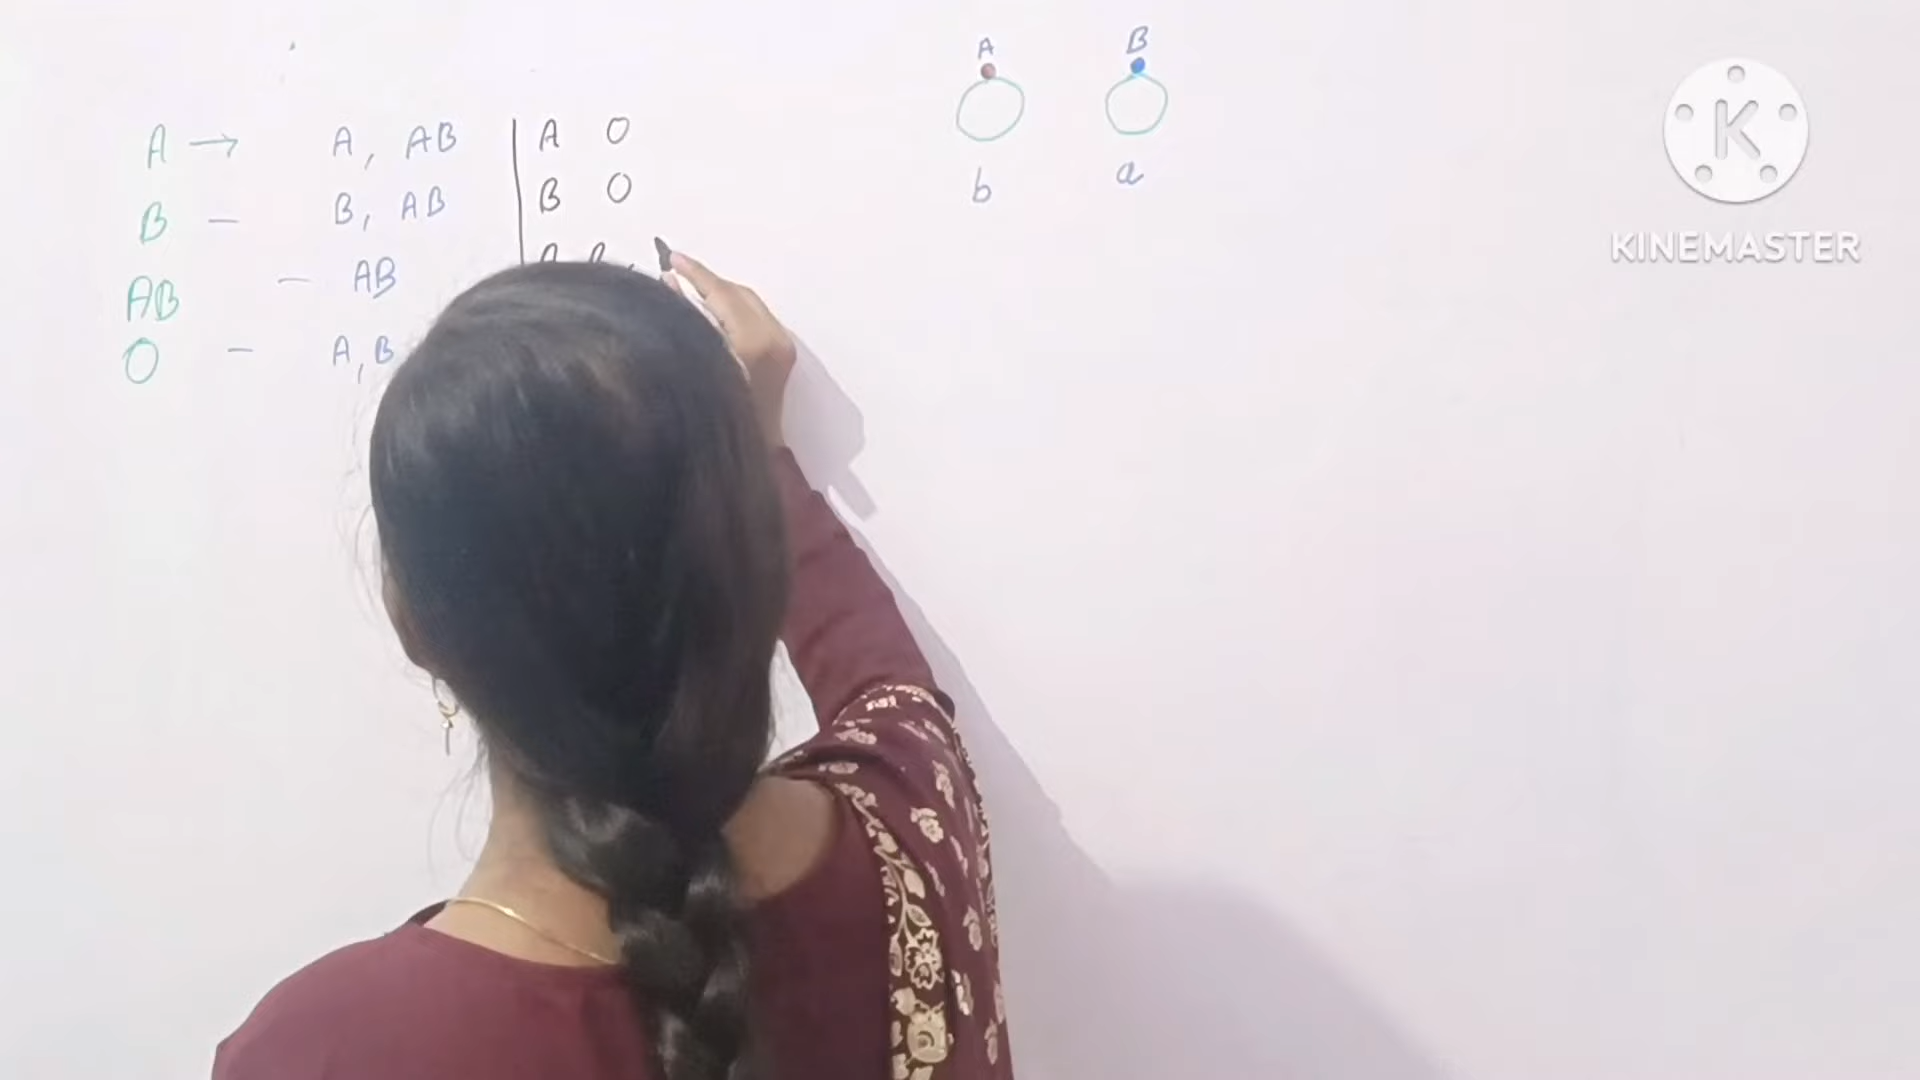 A → A, AB | A O
B – B, AB | B O
AB – AB
O – A, B
A B
b a
K
KINEMASTER